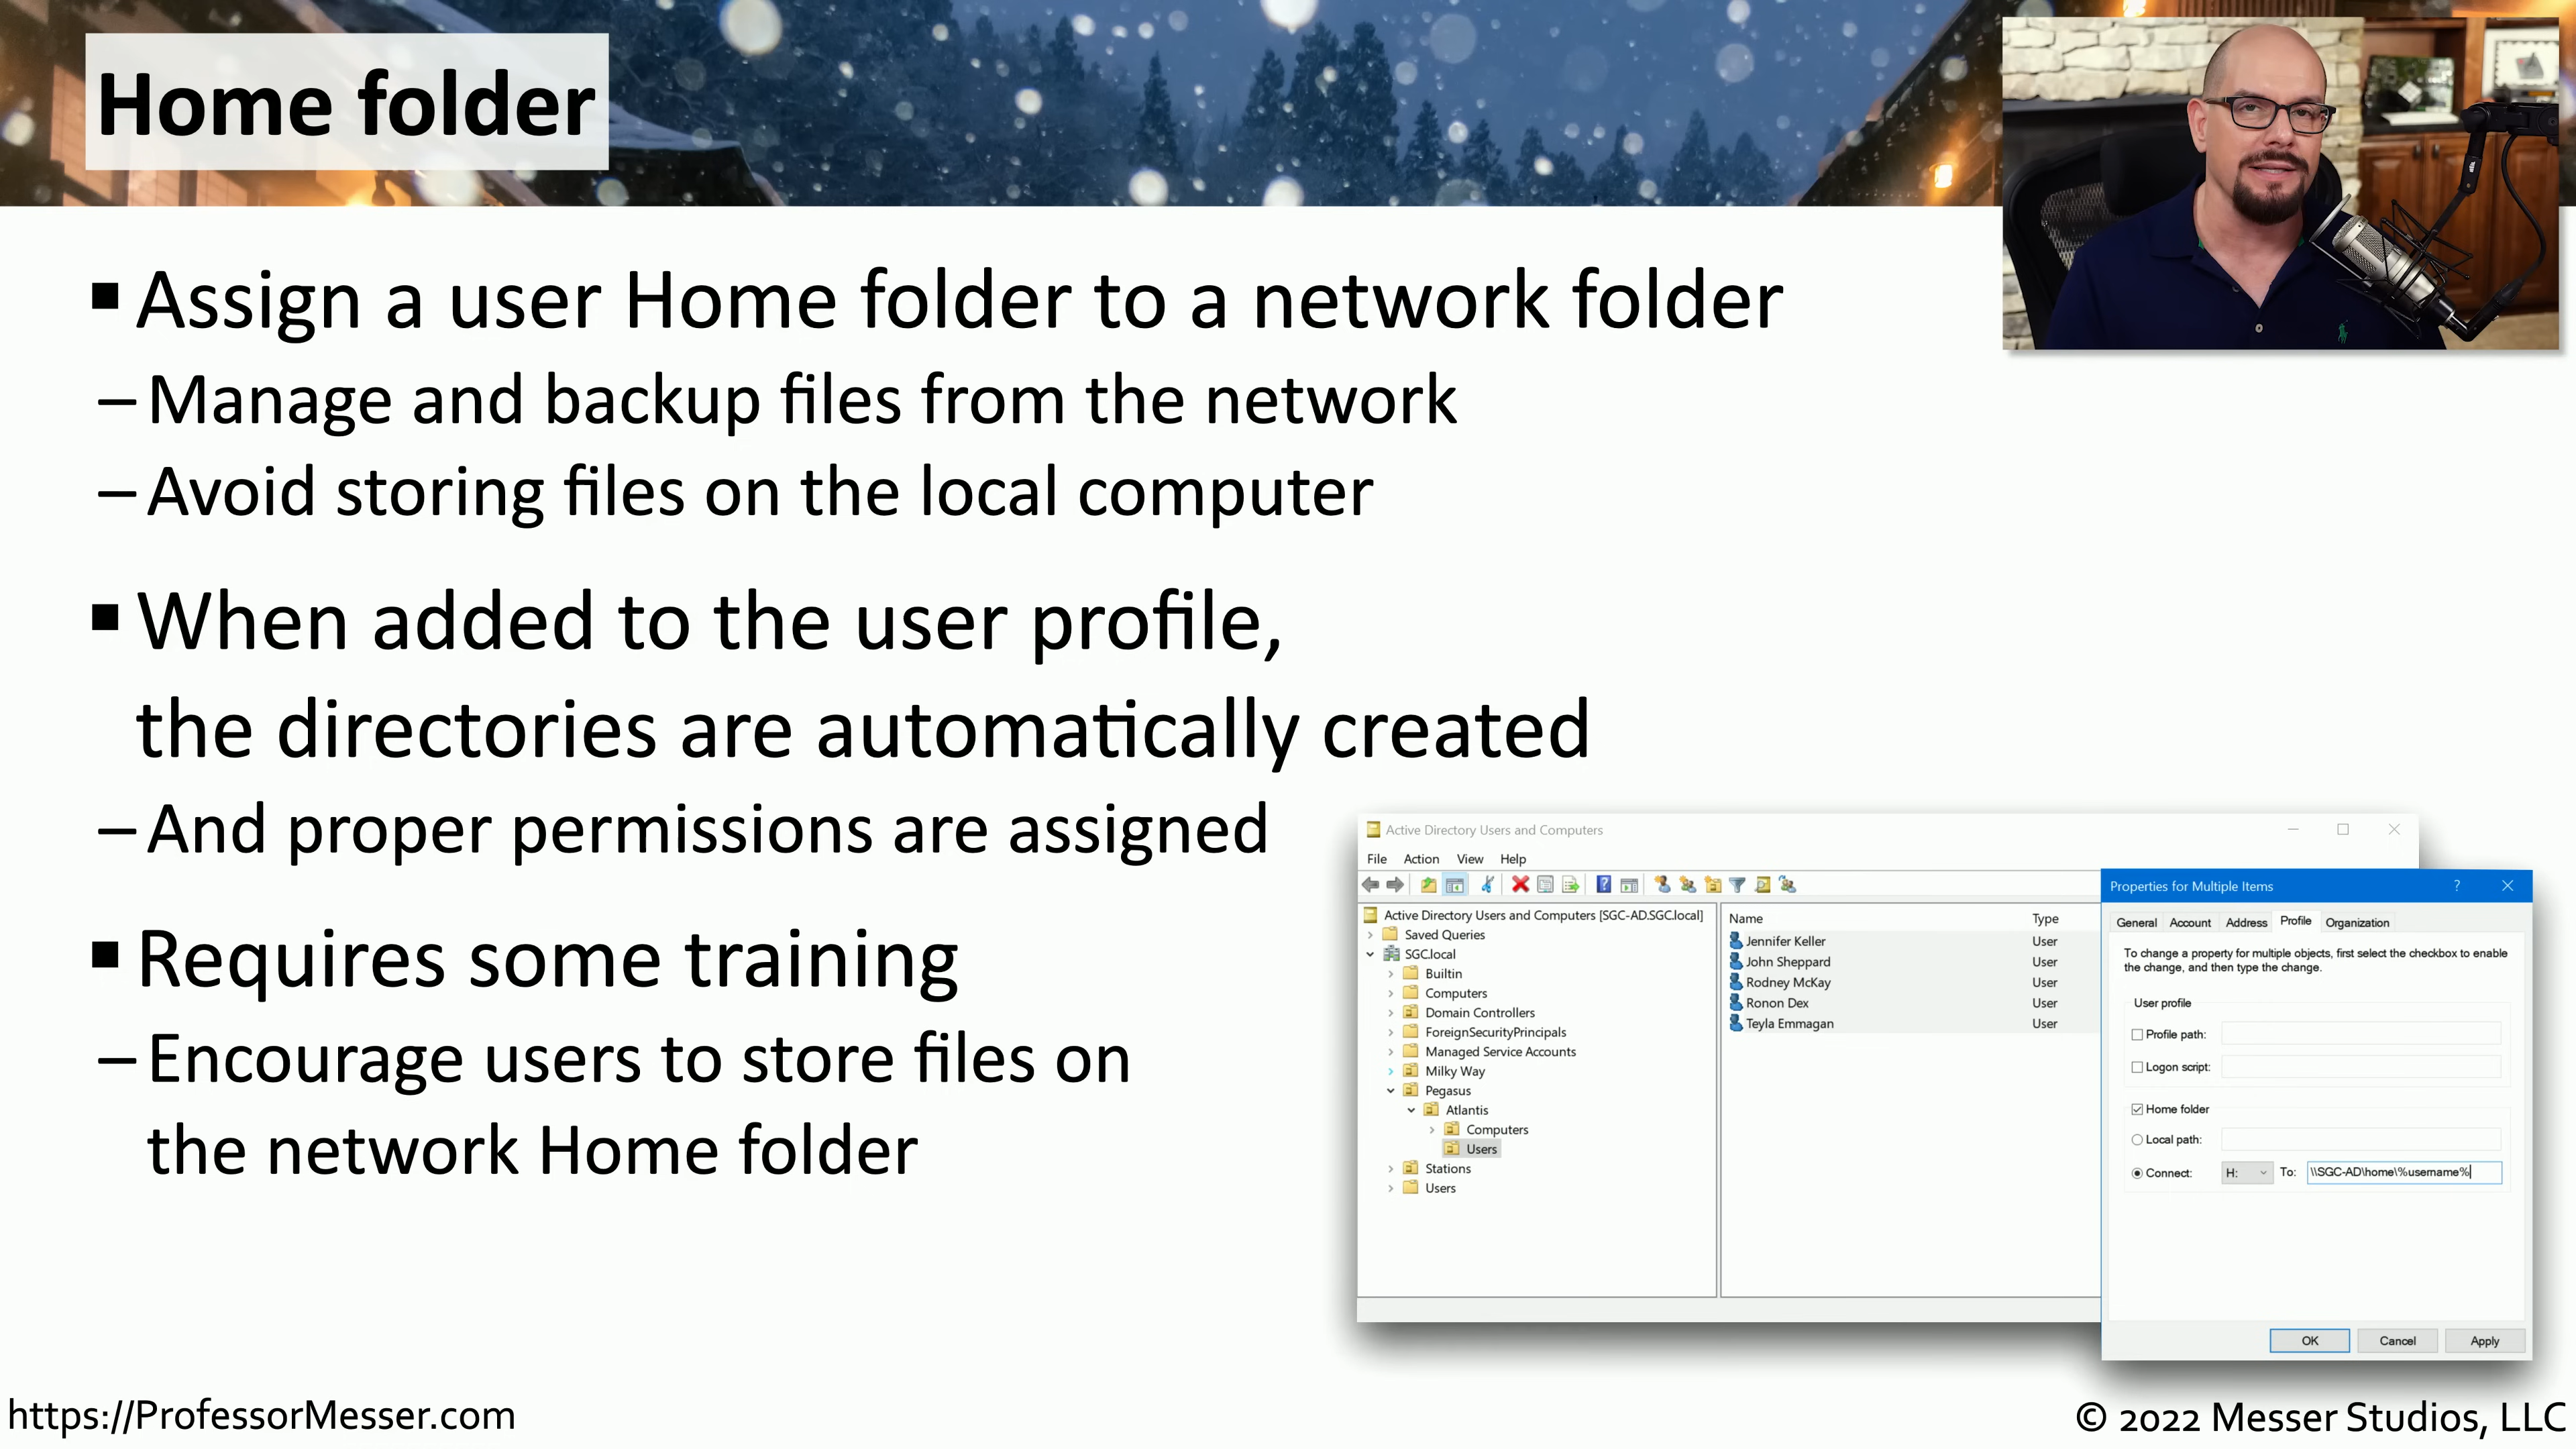 Home folder
▪ Assign a user Home folder to a network folder
– Manage and backup files from the network
– Avoid storing files on the local computer
▪ When added to the user profile,
the directories are automatically created
– And proper permissions are assigned
▪ Requires some training
– Encourage users to store files on
the network Home folder
Active Directory Users and Computers
File Action View Help
Active Directory Users and Computers [SGC-AD.SGC.local]
Saved Queries
SGC.local
Builtin
Computers
Domain Controllers
ForeignSecurityPrincipals
Managed Service Accounts
Milky Way
Pegasus
Atlantis
Computers
Users
Stations
Users
Name Type
Jennifer Keller User
John Sheppard User
Rodney McKay User
Ronon Dex User
Teyla Emmagan User
Properties for Multiple Items ?
General Account Address Profile Organization
To change a property for multiple objects, first select the checkbox to enable
the change, and then type the change.
User profile
Profile path:
Logon script:
Home folder
Local path:
Connect: H: To: \\SGC-AD\home\%username%
OK Cancel Apply
https://ProfessorMesser.com
© 2022 Messer Studios, LLC